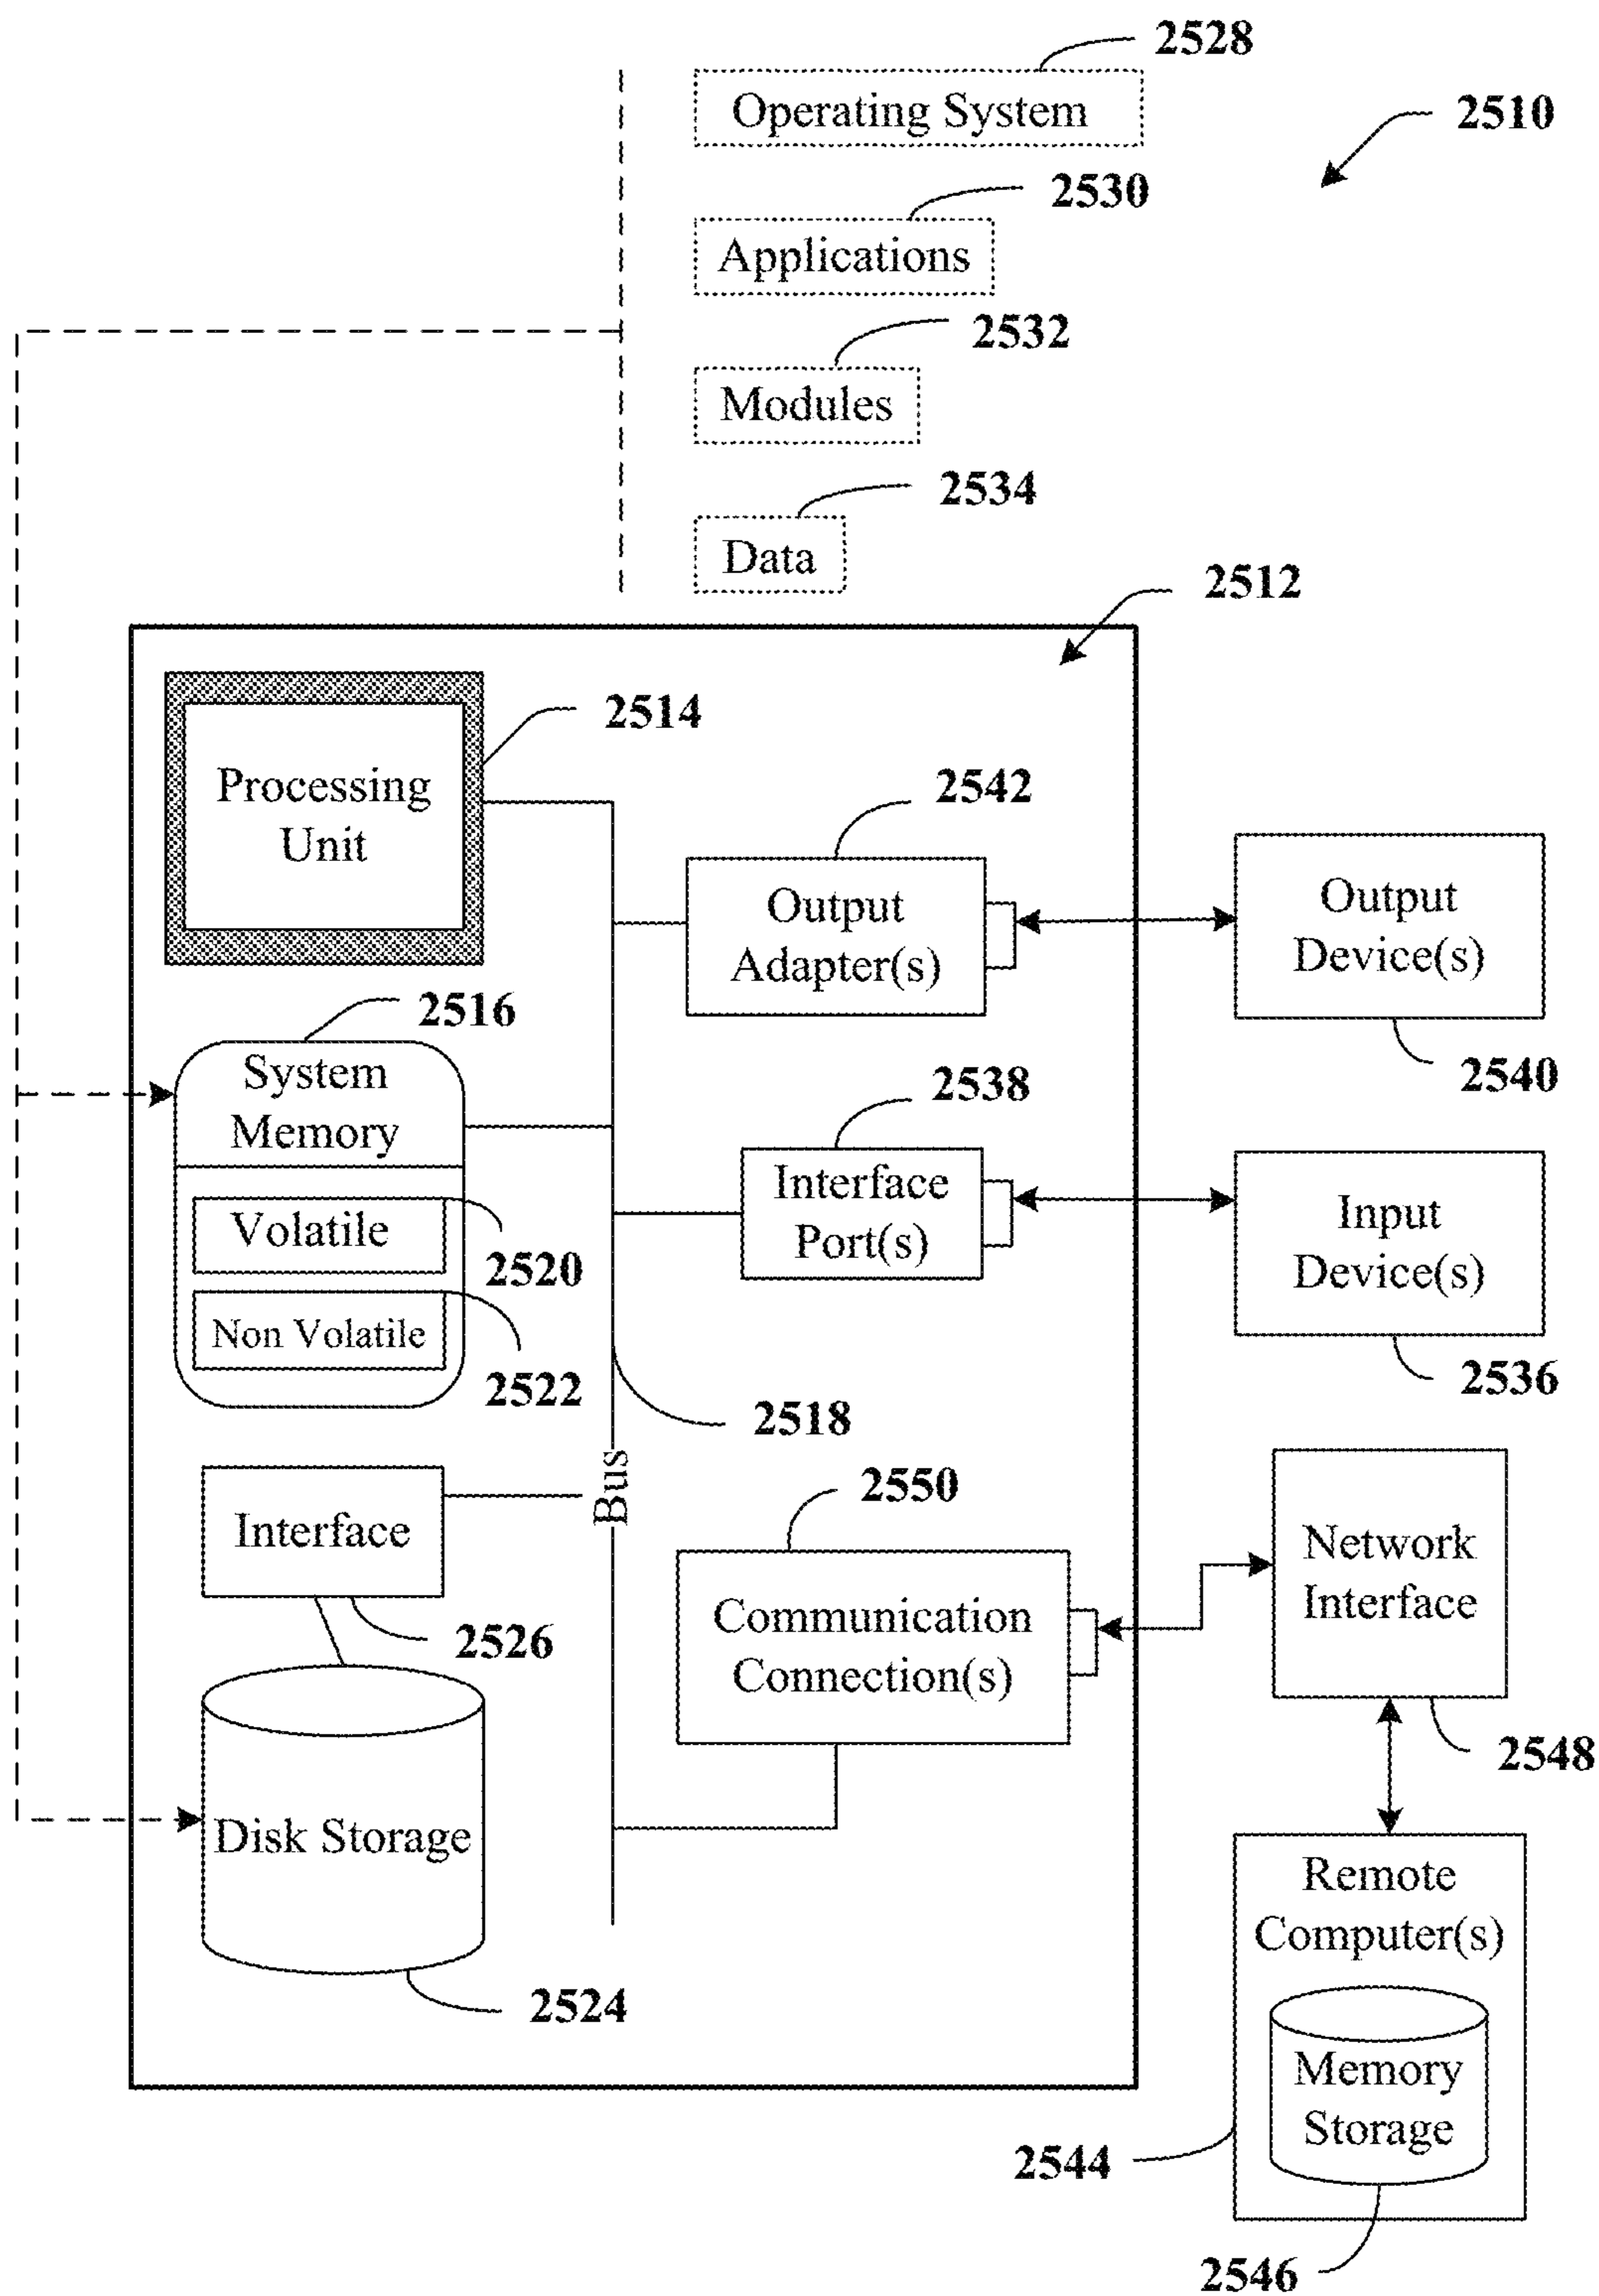 2528
Operating System
2510
2530
Applications
2532
Modules
2534
Data
2512
2514
Processing
Unit
2542
Output
Adapter(s)
Output
Device(s)
2540
2516
System
Memory
2538
Interface
Port(s)
Input
Device(s)
2536
Volatile
2520
Non Volatile
2522
2518
Bus
2550
Interface
2526
Communication
Connection(s)
Network
Interface
2548
Disk Storage
2524
Remote
Computer(s)
Memory
Storage
2544
2546